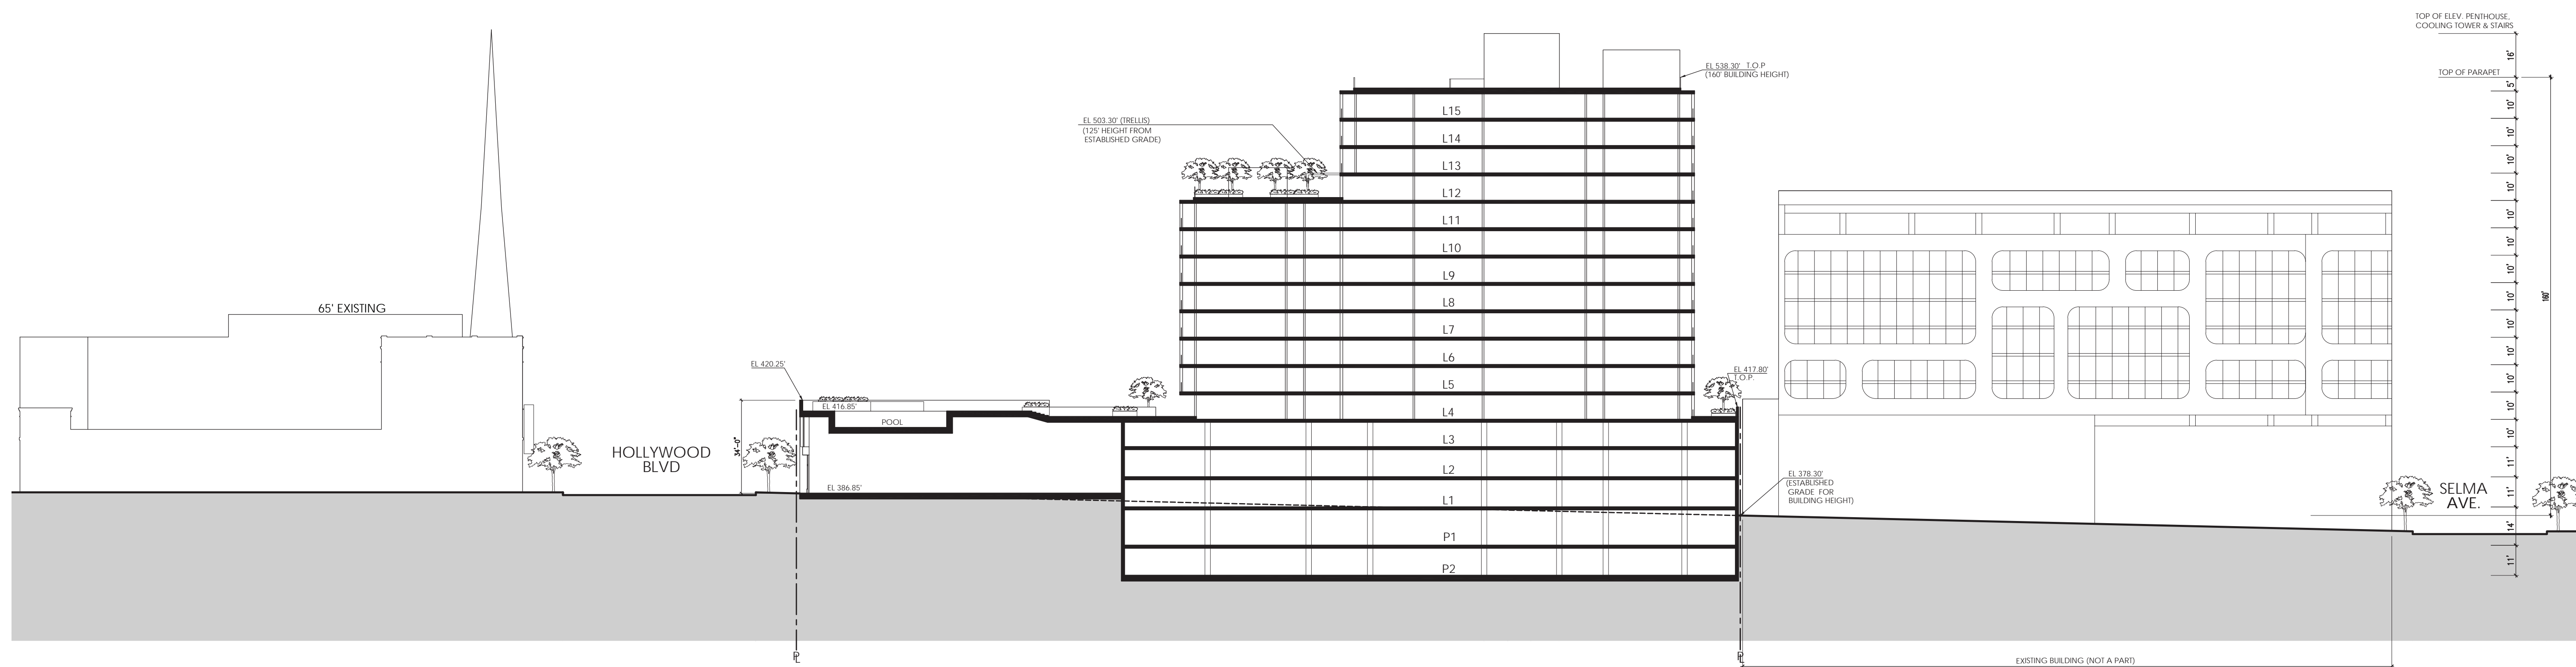 TOP OF ELEV. PENTHOUSE,
COOLING TOWER & STAIRS
16'
EL 538.30' T.O.P
(160' BUILDING HEIGHT)
TOP OF PARAPET
5'
EL 503.30' (TRELLIS)
(125' HEIGHT FROM
ESTABLISHED GRADE)
L15
10'
L14
10'
L13
10'
L12
10'
L11
10'
L10
10'
L9
10'
L8
10'
160'
65' EXISTING
L7
10'
L6
10'
EL 420.25'
EL 417.80'
T.O.P.
L5
10'
EL 416.85'
L4
10'
POOL
L3
10'
34'-0"
HOLLYWOOD
BLVD
L2
11'
EL 378.30'
(ESTABLISHED
GRADE FOR
BUILDING HEIGHT)
EL 386.85'
L1
11'
SELMA
AVE.
P1
14'
P2
11'
PL
PL
EXISTING BUILDING (NOT A PART)